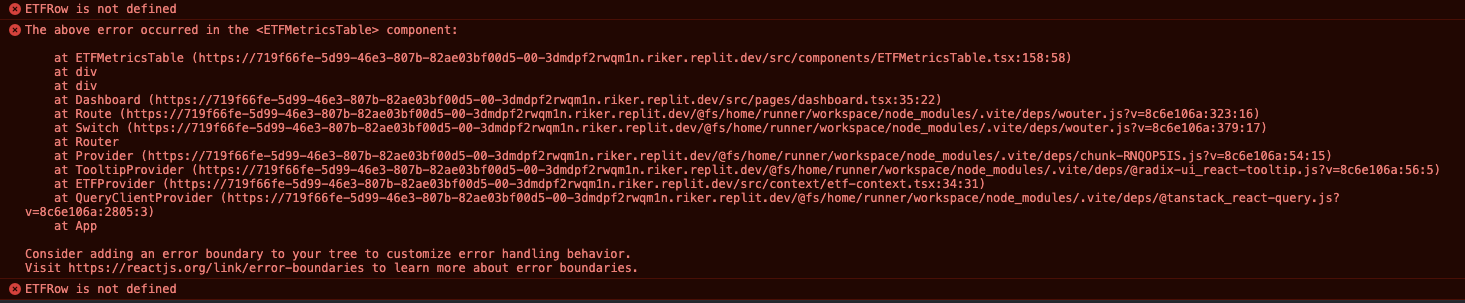 ETFRow is not defined
The above error occurred in the <ETFMetricsTable> component:
at ETFMetricsTable (https://719f66fe-5d99-46e3-807b-82ae03bf00d5-00-3dmdpf2rwqm1n.riker.replit.dev/src/components/ETFMetricsTable.tsx:158:58)
at div
at div
at Dashboard (https://719f66fe-5d99-46e3-807b-82ae03bf00d5-00-3dmdpf2rwqm1n.riker.replit.dev/src/pages/dashboard.tsx:35:22)
at Route (https://719f66fe-5d99-46e3-807b-82ae03bf00d5-00-3dmdpf2rwqm1n.riker.replit.dev/@fs/home/runner/workspace/node_modules/.vite/deps/wouter.js?v=8c6e106a:323:16)
at Switch (https://719f66fe-5d99-46e3-807b-82ae03bf00d5-00-3dmdpf2rwqm1n.riker.replit.dev/@fs/home/runner/workspace/node_modules/.vite/deps/wouter.js?v=8c6e106a:379:17)
at Router
at Provider (https://719f66fe-5d99-46e3-807b-82ae03bf00d5-00-3dmdpf2rwqm1n.riker.replit.dev/@fs/home/runner/workspace/node_modules/.vite/deps/chunk-RNQOP5IS.js?v=8c6e106a:54:15)
at TooltipProvider (https://719f66fe-5d99-46e3-807b-82ae03bf00d5-00-3dmdpf2rwqm1n.riker.replit.dev/@fs/home/runner/workspace/node_modules/.vite/deps/@radix-ui_react-tooltip.js?v=8c6e106a:56:5)
at ETFProvider (https://719f66fe-5d99-46e3-807b-82ae03bf00d5-00-3dmdpf2rwqm1n.riker.replit.dev/src/context/etf-context.tsx:34:31)
at QueryClientProvider (https://719f66fe-5d99-46e3-807b-82ae03bf00d5-00-3dmdpf2rwqm1n.riker.replit.dev/@fs/home/runner/workspace/node_modules/.vite/deps/@tanstack_react-query.js?
v=8c6e106a:2805:3)
at App
Consider adding an error boundary to your tree to customize error handling behavior.
Visit https://reactjs.org/link/error-boundaries to learn more about error boundaries.
ETFRow is not defined